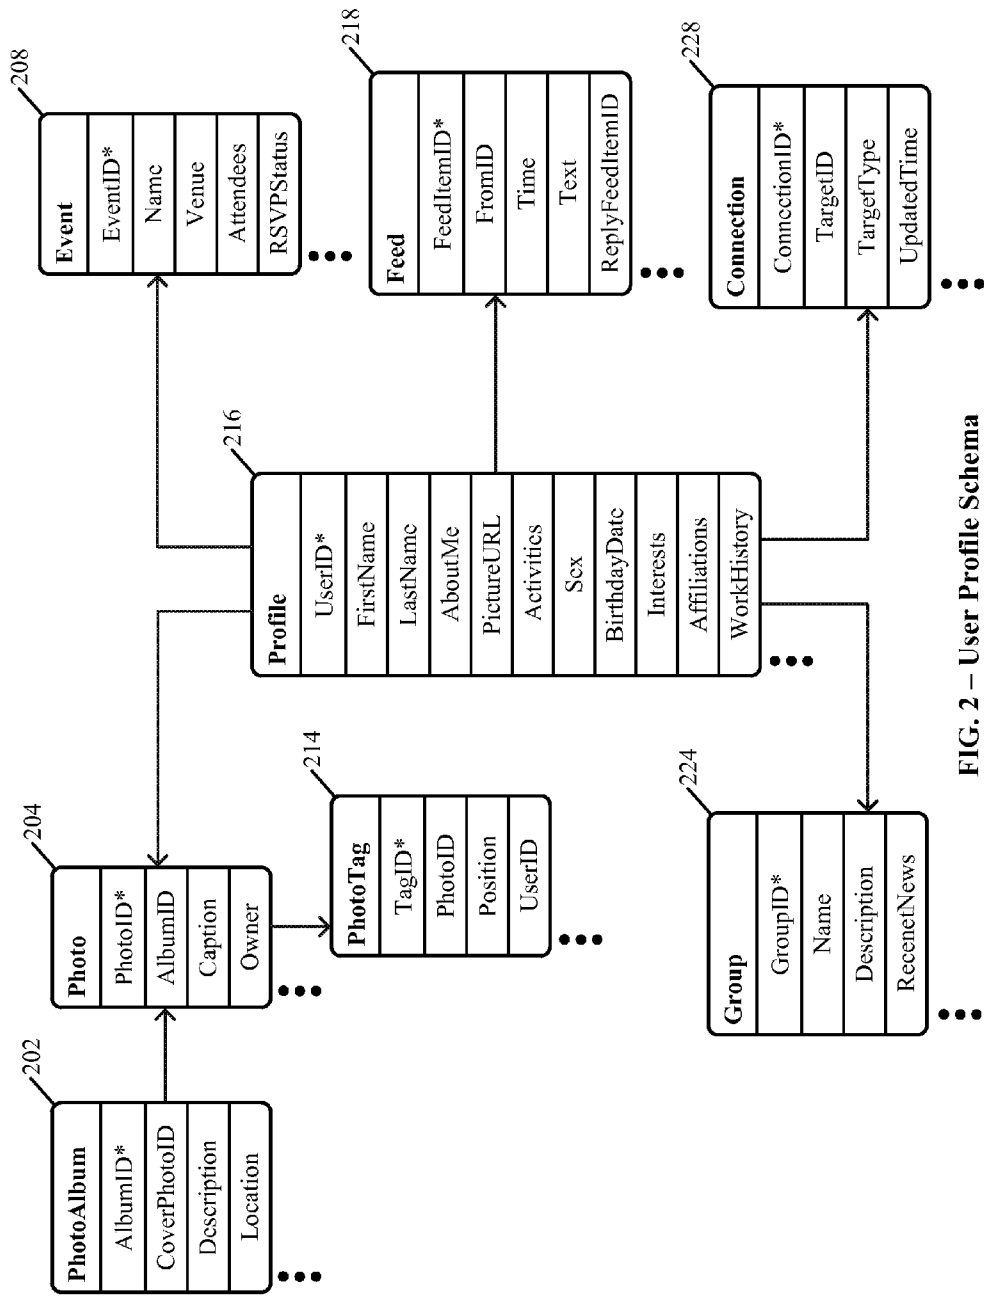 202
PhotoAlbum
AlbumID*
CoverPhotoID
Description
Location
204
Photo
PhotoID*
AlbumID
Caption
Owner
214
PhotoTag
TagID*
PhotoID
Position
UserID
208
Event
EventID*
Name
Venue
Attendees
RSVPStatus
216
Profile
UserID*
FirstName
LastName
AboutMe
PictureURL
Activities
Sex
BirthdayDate
Interests
Affiliations
WorkHistory
218
Feed
FeedItemID*
FromID
Time
Text
ReplyFeedItemID
224
Group
GroupID*
Name
Description
RecenetNews
228
Connection
ConnectionID*
TargetID
TargetType
UpdatedTime
FIG. 2 – User Profile Schema